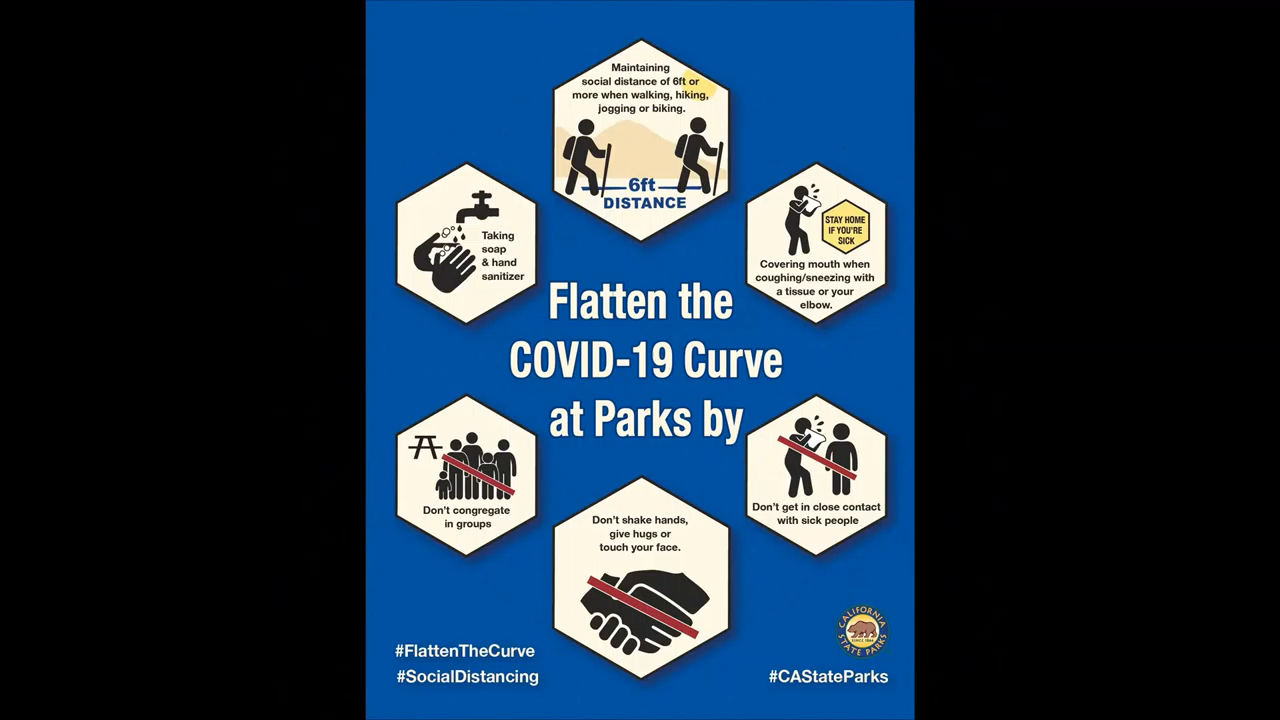 Maintaining
social distance of 6ft or
more when walking, hiking,
jogging or biking.
6ft
DISTANCE
Taking
soap
& hand
sanitizer
STAY HOME
IF YOU'RE
SICK
Covering mouth when
coughing/sneezing with
a tissue or your
elbow.
Flatten the
COVID-19 Curve
at Parks by
Don't congregate
in groups
Don't get in close contact
with sick people
Don't shake hands,
give hugs or
touch your face.
#FlattenTheCurve
#SocialDistancing
CALIFORNIA
SINCE 1864
STATE PARKS
#CAStateParks